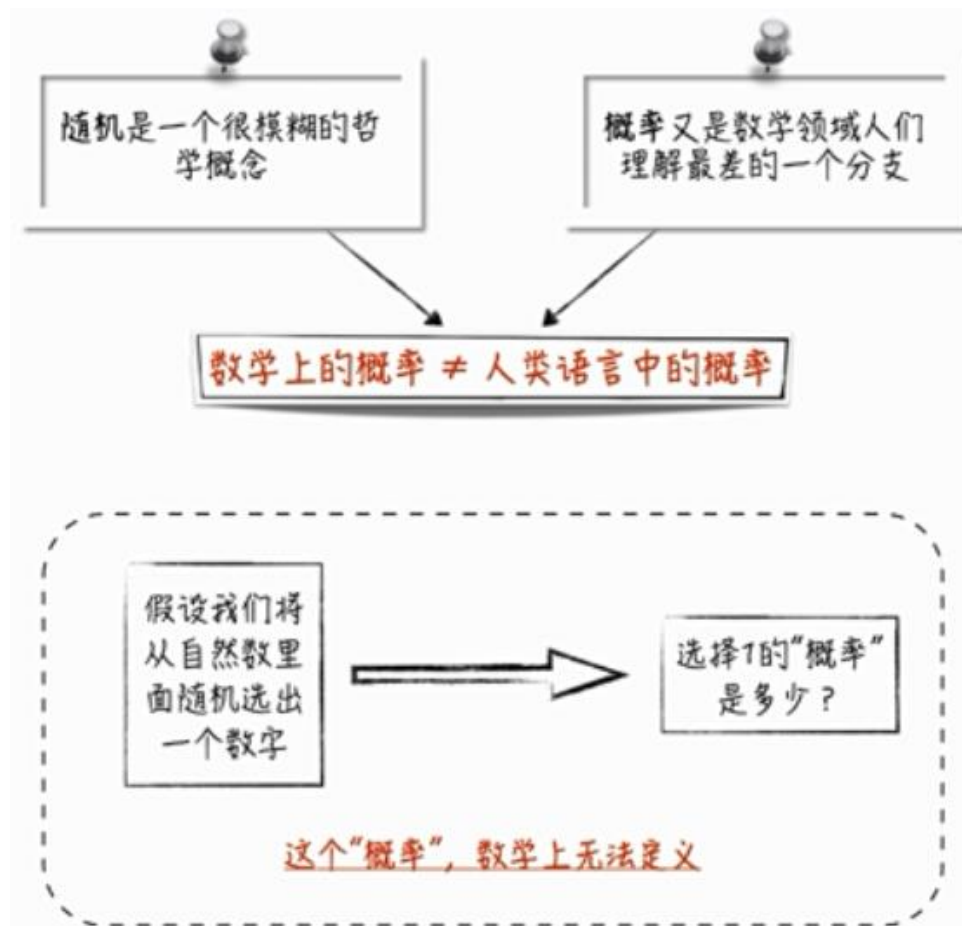 随机是一个很模糊的哲
学概念
概率又是数学领域人们
理解最差的一个分支
数学上的概率 ≠ 人类语言中的概率
假设我们将
从自然数里
面随机选出
一个数字
选择1的“概率”
是多少?
这个“概率”, 数学上无法定义